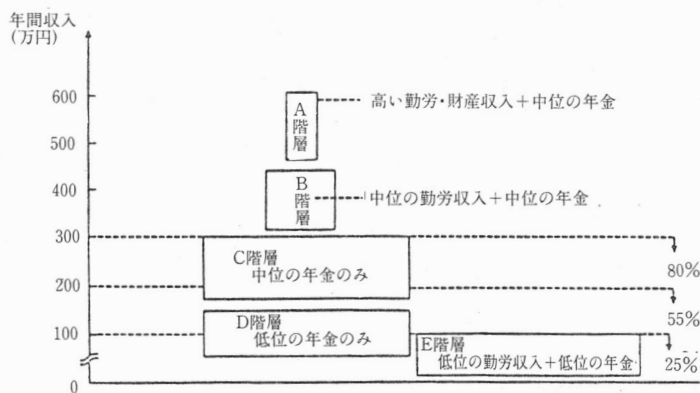 年間収入
(万円)
600
高い勤労・財産収入+中位の年金
A
階
層
500
400
B
階
層
中位の勤労収入+中位の年金
300
C階層
中位の年金のみ
80%
200
D階層
低位の年金のみ
55%
100
E階層
低位の勤労収入+低位の年金
25%
0